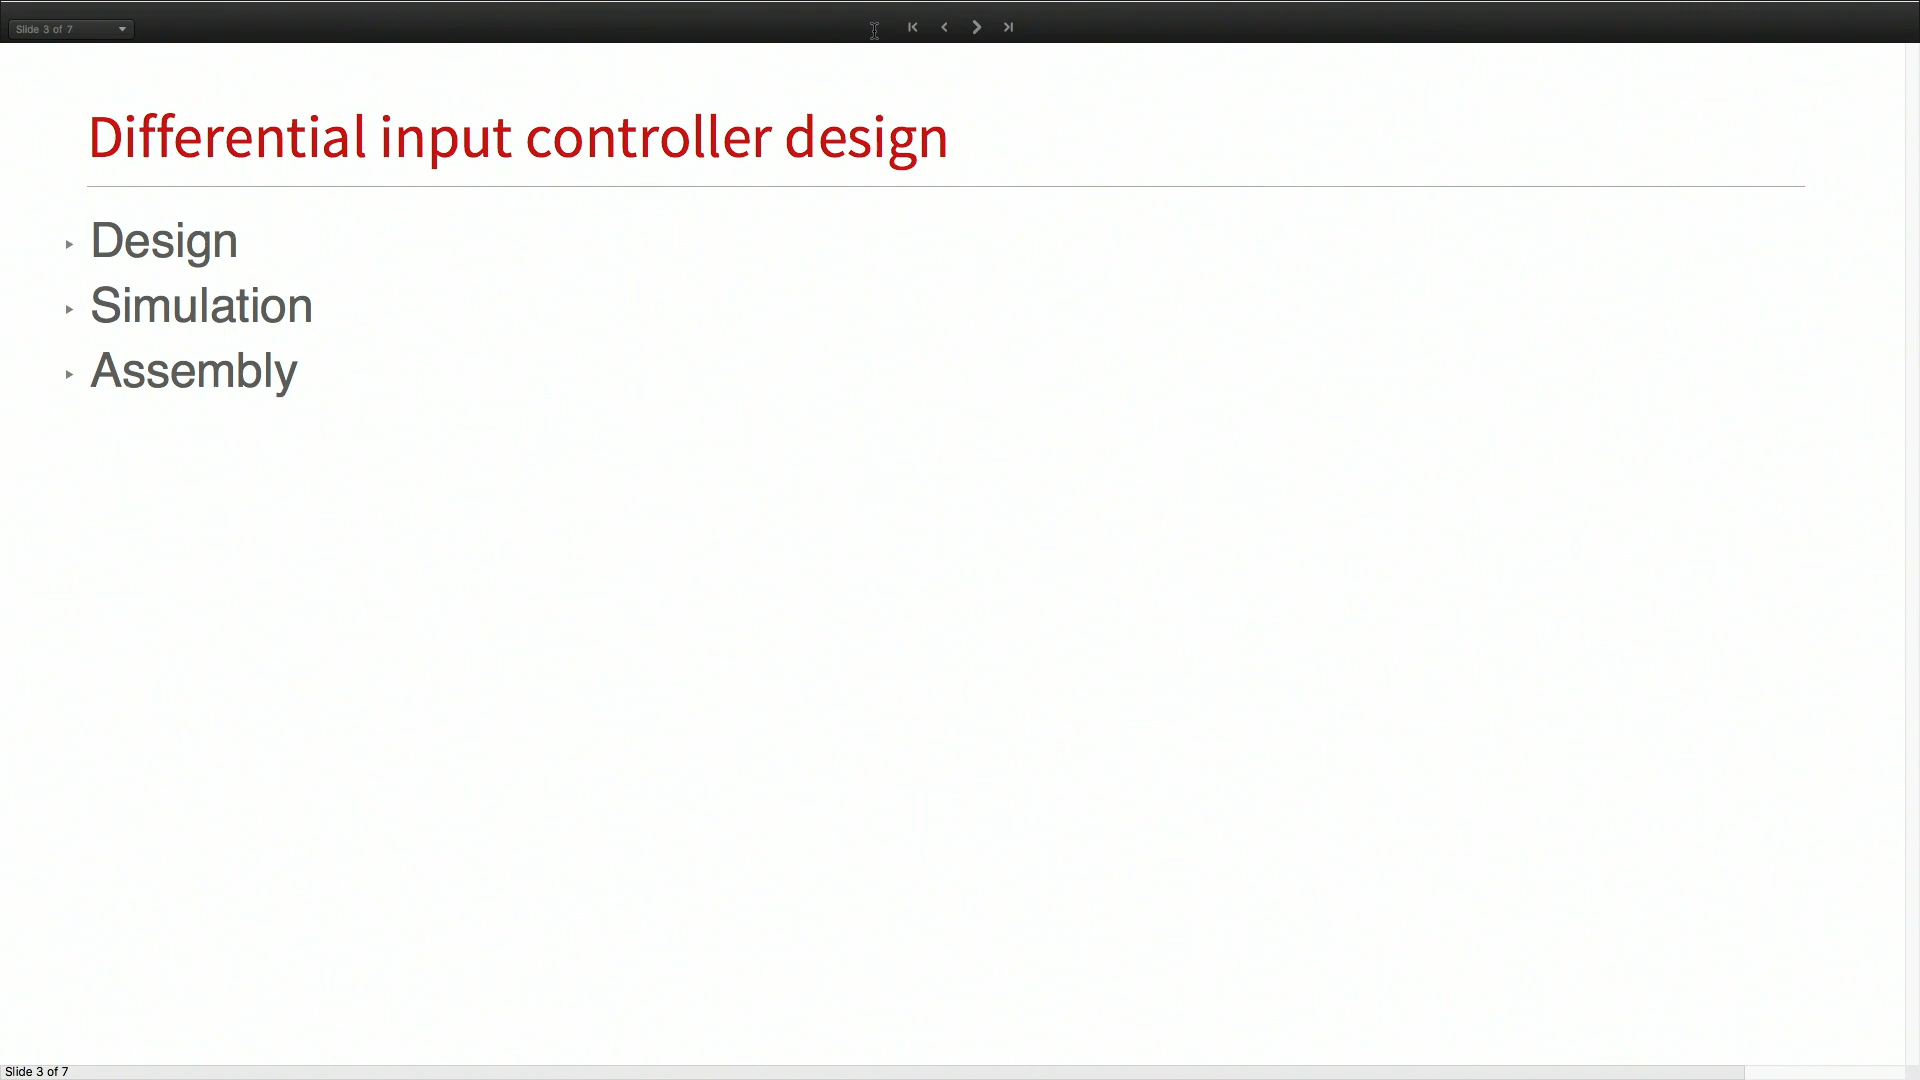 Slide 3 of 7
Differential input controller design
Design
Simulation
Assembly
Slide 3 of 7